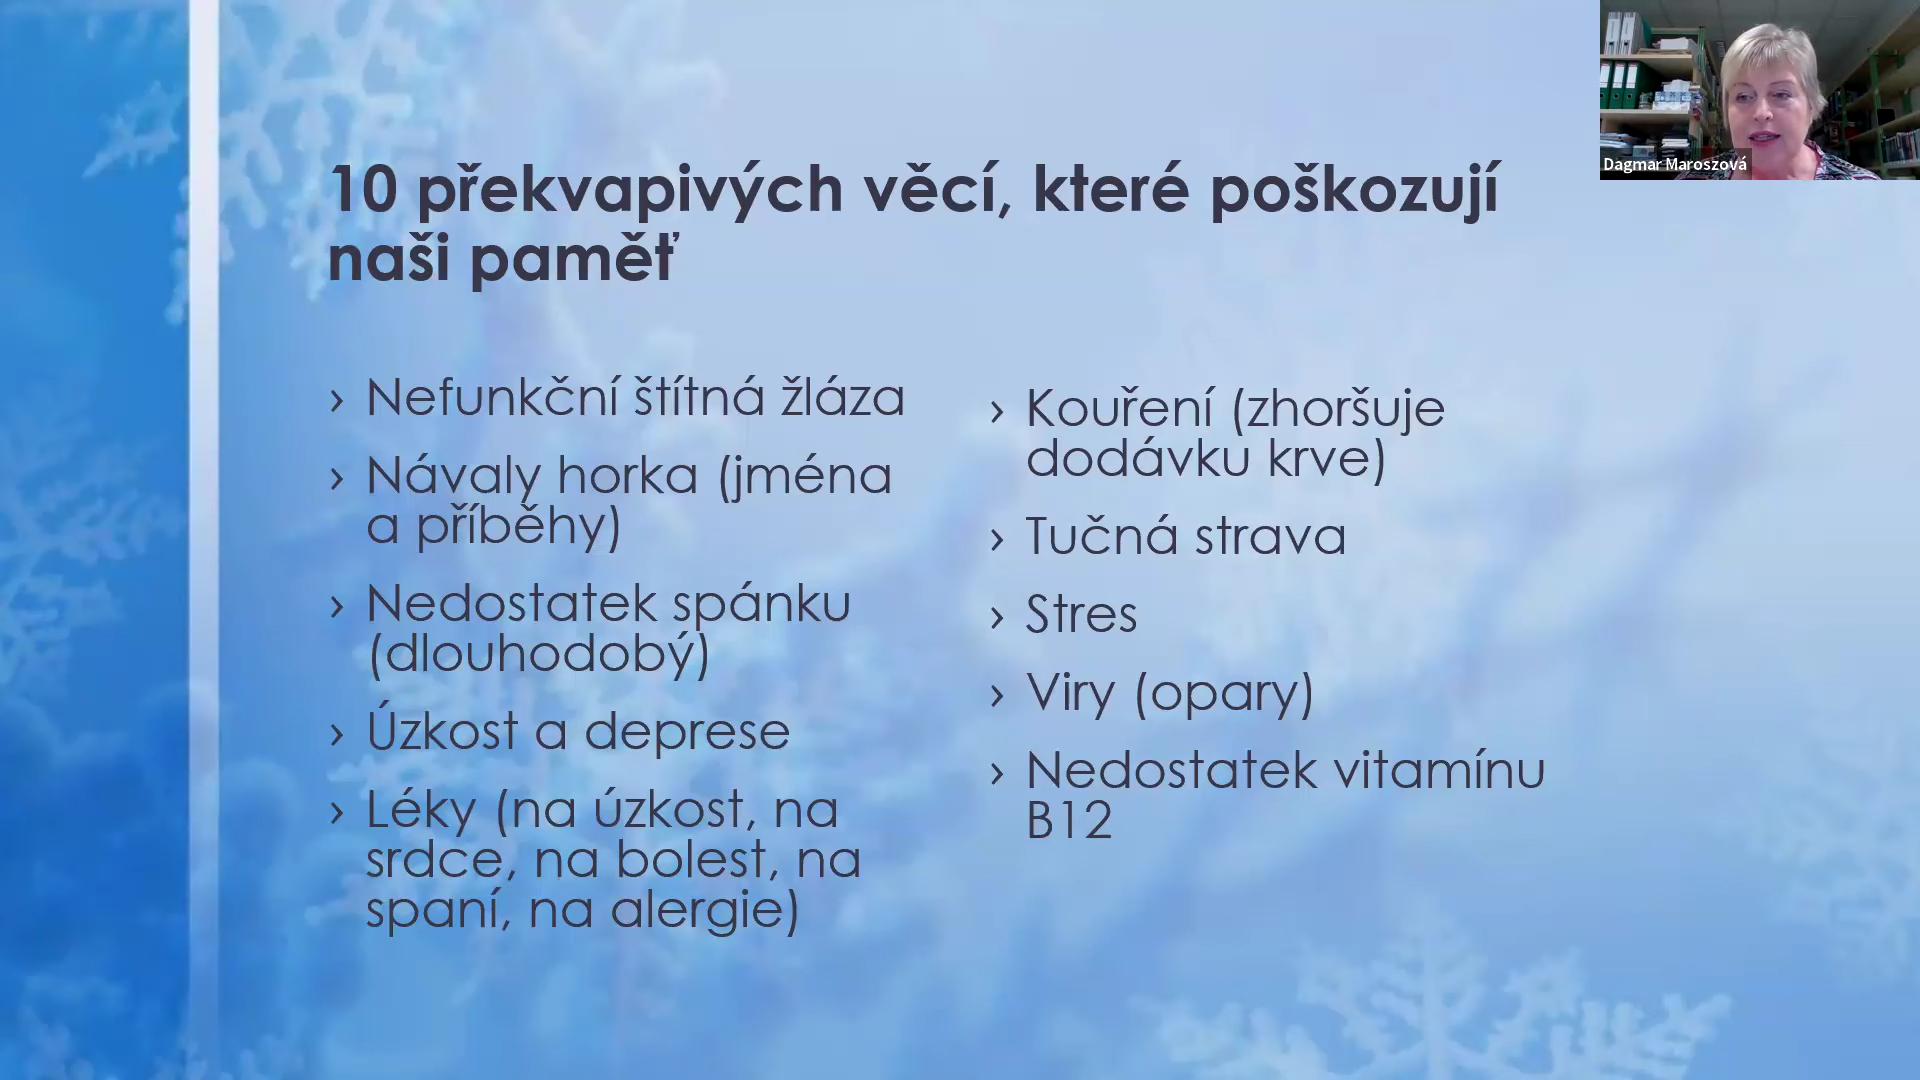 10 překvapivých věcí, které poškozují
naši paměť
› Nefunkční štítná žláza
› Návaly horka (jména
a příběhy)
› Nedostatek spánku
(dlouhodobý)
› Úzkost a deprese
› Léky (na úzkost, na
srdce, na bolest, na
spaní, na alergie)
› Kouření (zhoršuje
dodávku krve)
› Tučná strava
› Stres
› Viry (opary)
› Nedostatek vitamínu
B12
Dagmar Maroszová